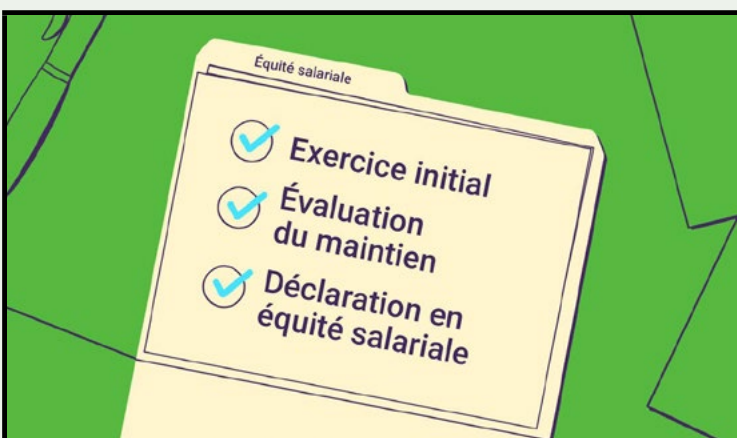 Équité salariale
Exercice initial
Évaluation
du maintien
Déclaration en
équité salariale